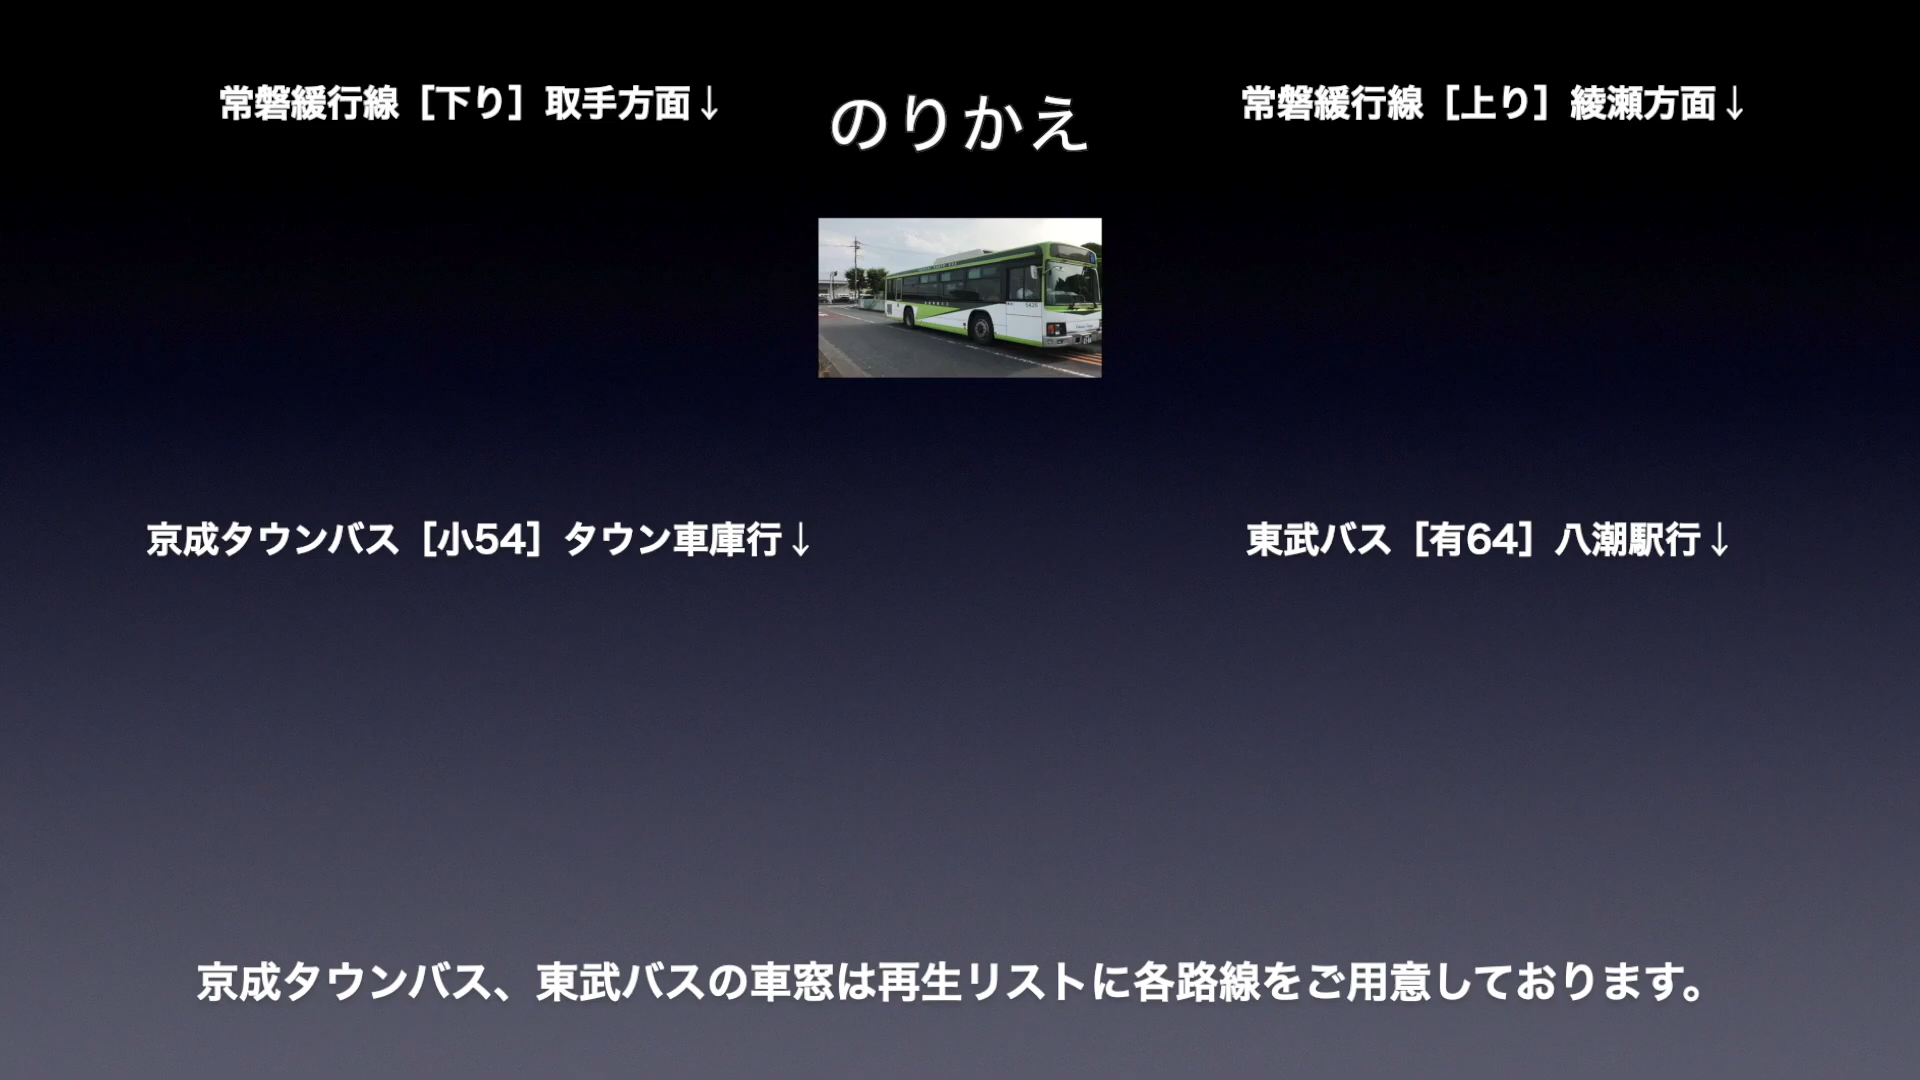 常磐緩行線［下り］取手方面↓
のりかえ
常磐緩行線［上り］綾瀬方面↓
京成タウンバス［小54］タウン車庫行↓
東武バス［有64］八潮駅行↓
京成タウンバス、東武バスの車窓は再生リストに各路線をご用意しております。